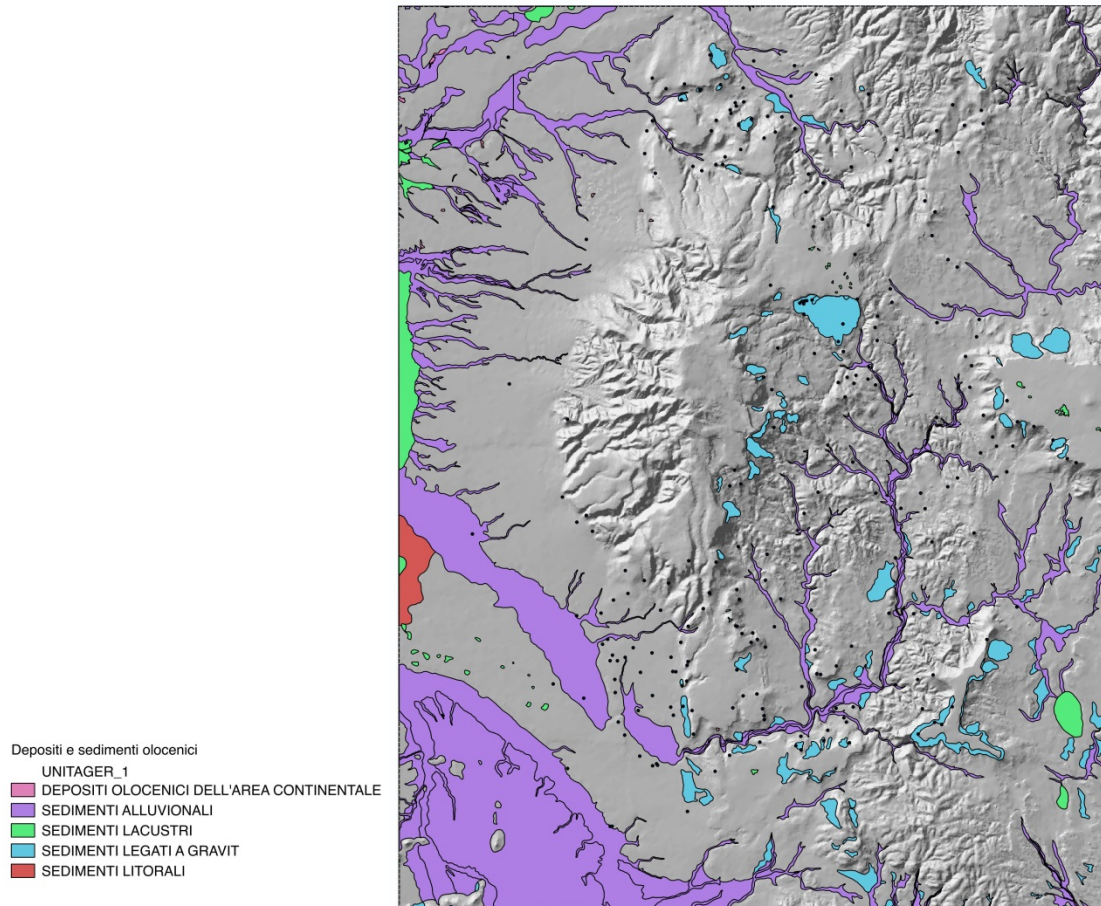 Depositi e sedimenti olocenici
UNITAGER_1
DEPOSITI OLOCENICI DELL'AREA CONTINENTALE
SEDIMENTI ALLUVIONALI
SEDIMENTI LACUSTRI
SEDIMENTI LEGATI A GRAVIT
SEDIMENTI LITORALI